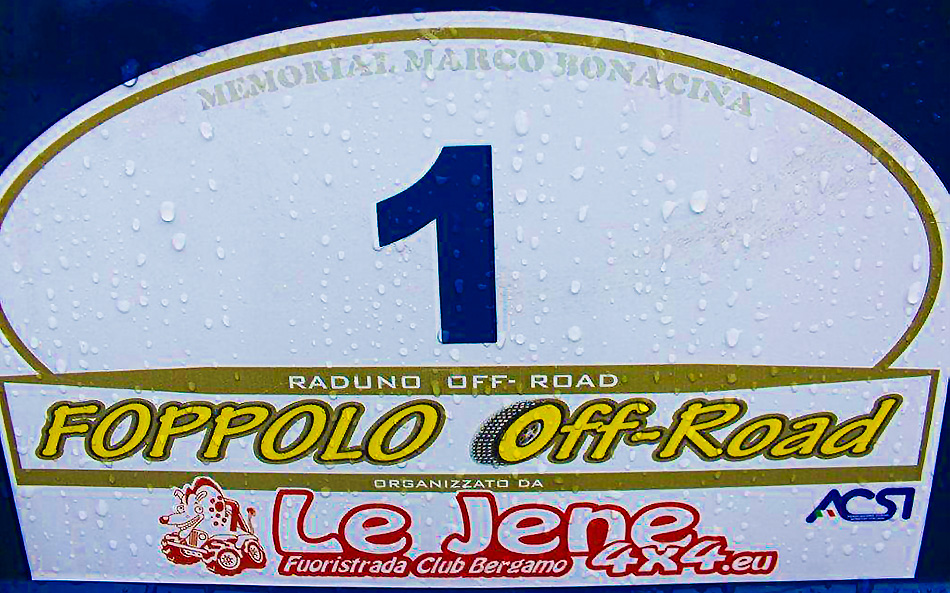 MEMORIAL MARCO BONACINA
1
RADUNO OFF-ROAD
FOPPOLO Off-Road
ORGANIZZATO DA
Le Jene
4x4.eu
Fuoristrada Club Bergamo
ACSI